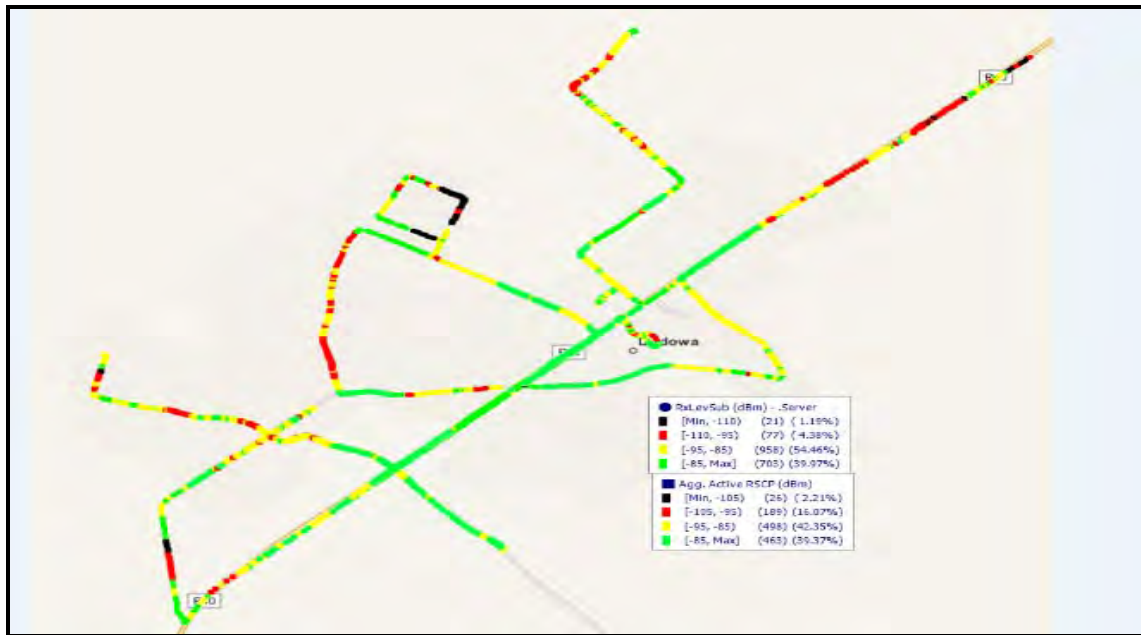 RxLevSub (dBm) - .Server
[Min, -110) (21) ( 1.19%)
[-110, -95) (77) ( 4.38%)
[-95, -85) (958) (54.46%)
[-85, Max] (703) (39.97%)
Agg. Active RSCP (dBm)
[Min, -105) (26) ( 2.21%)
[-105, -95) (189) (16.07%)
[-95, -85) (498) (42.35%)
[-85, Max] (463) (39.37%)